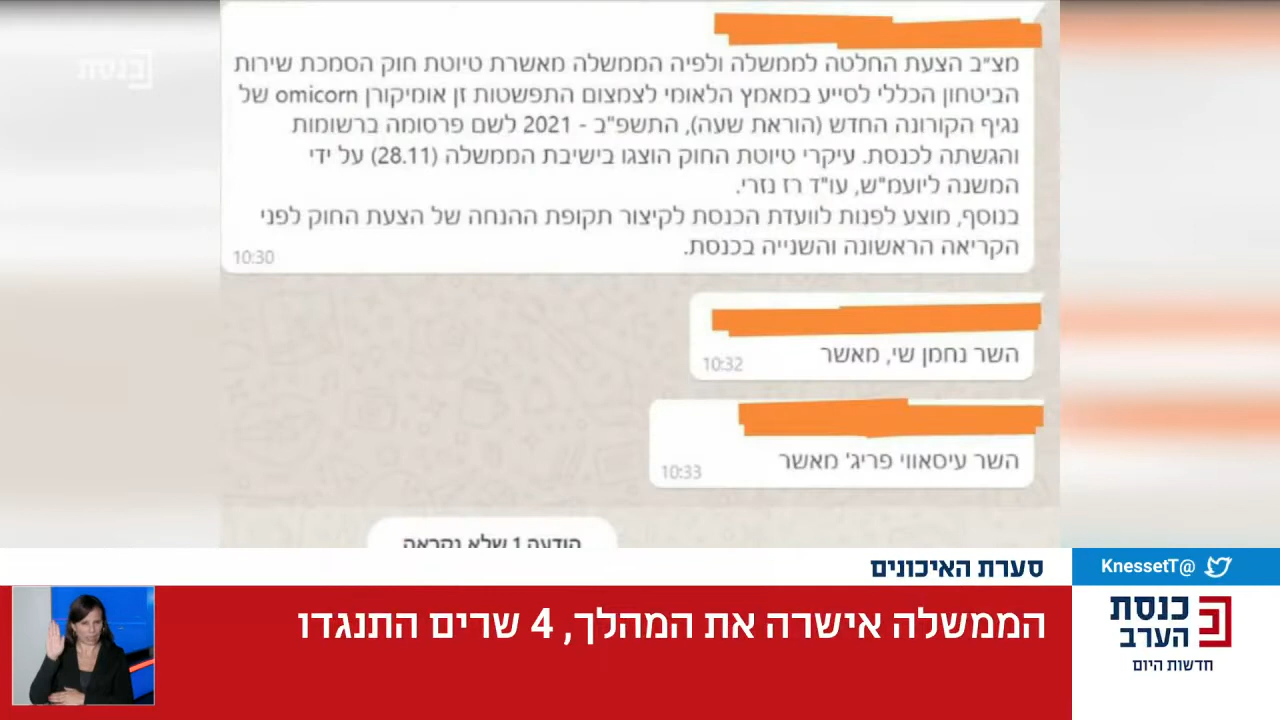 כנסת
מצ"ב הצעת החלטה לממשלה ולפיה הממשלה מאשרת טיוטת חוק הסמכת שירות
הביטחון הכללי לסייע במאמץ הלאומי לצמצום התפשטות זן אומיקורן omicorn של
נגיף הקורונה החדש (הוראת שעה), התשפ"ב - 2021 לשם פרסומה ברשומות
והגשתה לכנסת. עיקרי טיוטת החוק הוצגו בישיבת הממשלה (28.11) על ידי
המשנה ליועמ"ש, עו"ד רז נזרי.
בנוסף, מוצע לפנות לוועדת הכנסת לקיצור תקופת ההנחה של הצעת החוק לפני
הקריאה הראשונה והשנייה בכנסת.
10:30
השר נחמן שי, מאשר
10:32
השר עיסאווי פריג' מאשר
10:33
הודעה 1 שלא נקראה
סערת האיכונים
הממשלה אישרה את המהלך, 4 שרים התנגדו
KnessetT@
כנסת
הערב
חדשות היום